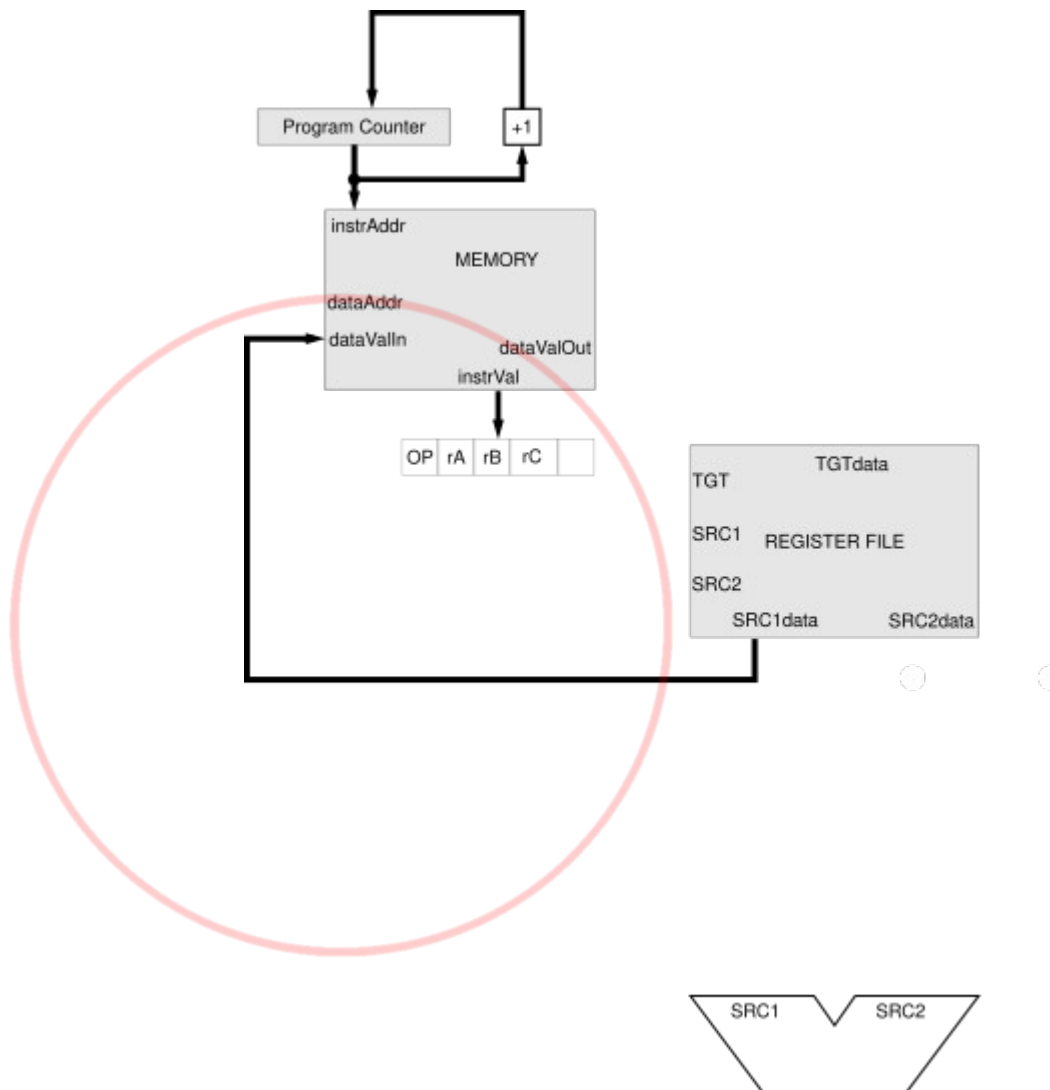 Program Counter
+1
instrAddr
MEMORY
dataAddr
dataValIn
dataValOut
instrVal
OP rA rB rC
TGTdata
TGT
SRC1
REGISTER FILE
SRC2
SRC1data
SRC2data
SRC1
SRC2